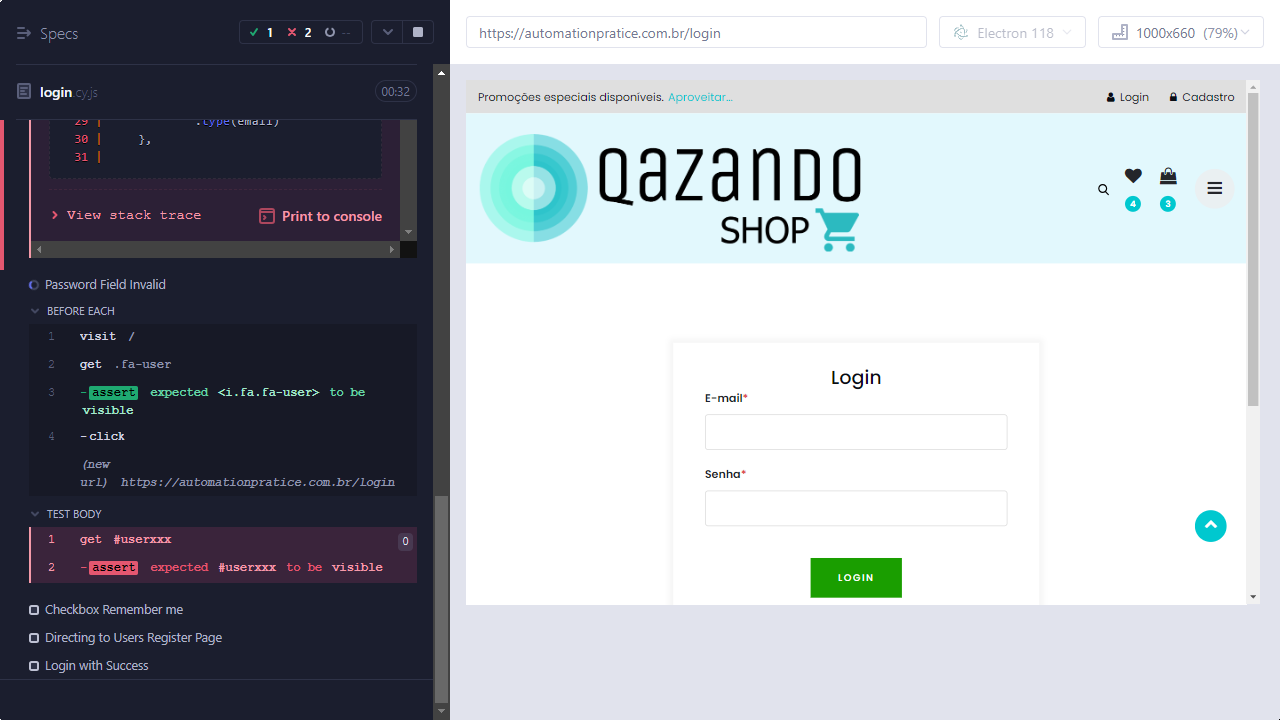 Specs
1
2
--
login.cy.js
00:32
29 | .type(email)
30 | },
31 |
View stack trace
Print to console
Password Field Invalid
BEFORE EACH
1 visit /
2 get .fa-user
3 -assert expected <i.fa.fa-user> to be
visible
4 -click
(new
url) https://automationpratice.com.br/login
TEST BODY
1 get #userxxx 0
2 -assert expected #userxxx to be visible
Checkbox Remember me
Directing to Users Register Page
Login with Success
https://automationpratice.com.br/login
Electron 118
1000x660 (79%)
Promoções especiais disponíveis. Aproveitar...
Login
Cadastro
QAZANDO
SHOP
4
3
Login
E-mail*
Senha*
LOGIN